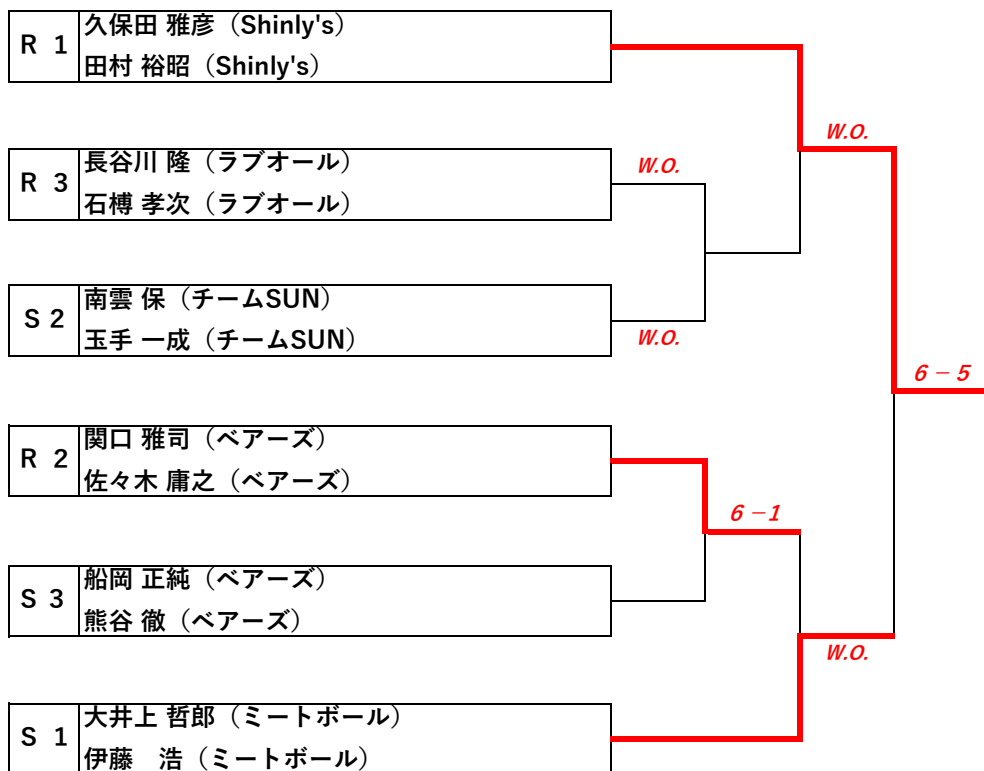 R 1
久保田 雅彦（Shinly's）
田村 裕昭（Shinly's）
W.O.
R 3
長谷川 隆（ラブオール）
石榑 孝次（ラブオール）
W.O.
S 2
南雲 保（チームSUN）
玉手 一成（チームSUN）
W.O.
6－5
R 2
関口 雅司（ベアーズ）
佐々木 庸之（ベアーズ）
6－1
S 3
船岡 正純（ベアーズ）
熊谷 徹（ベアーズ）
W.O.
S 1
大井上 哲郎（ミートボール）
伊藤　浩（ミートボール）